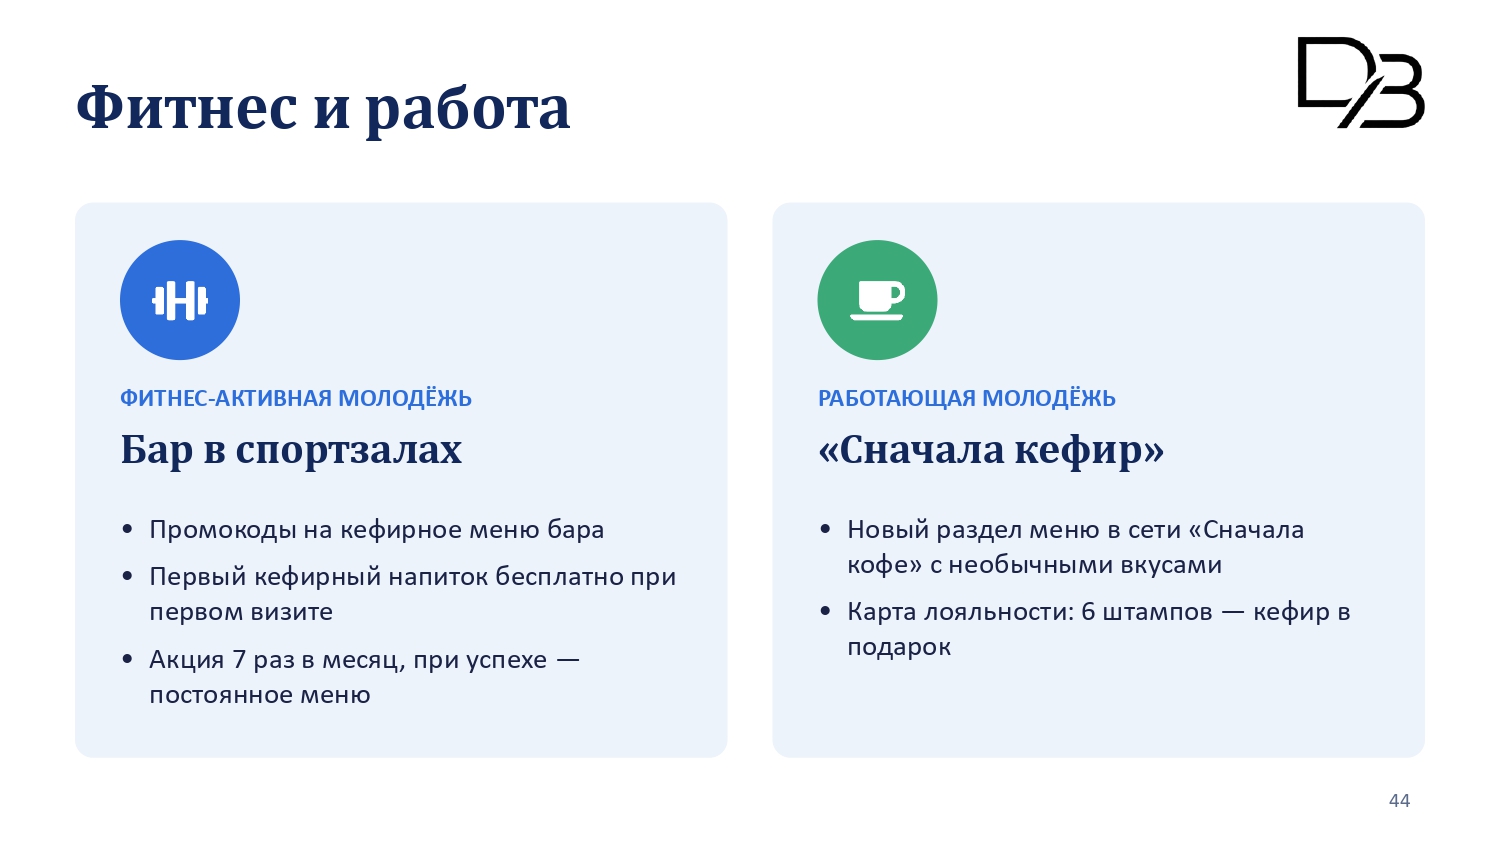 Фитнес и работа
DB
ФИТНЕС-АКТИВНАЯ МОЛОДЁЖЬ
Бар в спортзалах
• Промокоды на кефирное меню бара
• Первый кефирный напиток бесплатно при
первом визите
• Акция 7 раз в месяц, при успехе —
постоянное меню
РАБОТАЮЩАЯ МОЛОДЁЖЬ
«Сначала кефир»
• Новый раздел меню в сети «Сначала
кофе» с необычными вкусами
• Карта лояльности: 6 штампов — кефир в
подарок
44